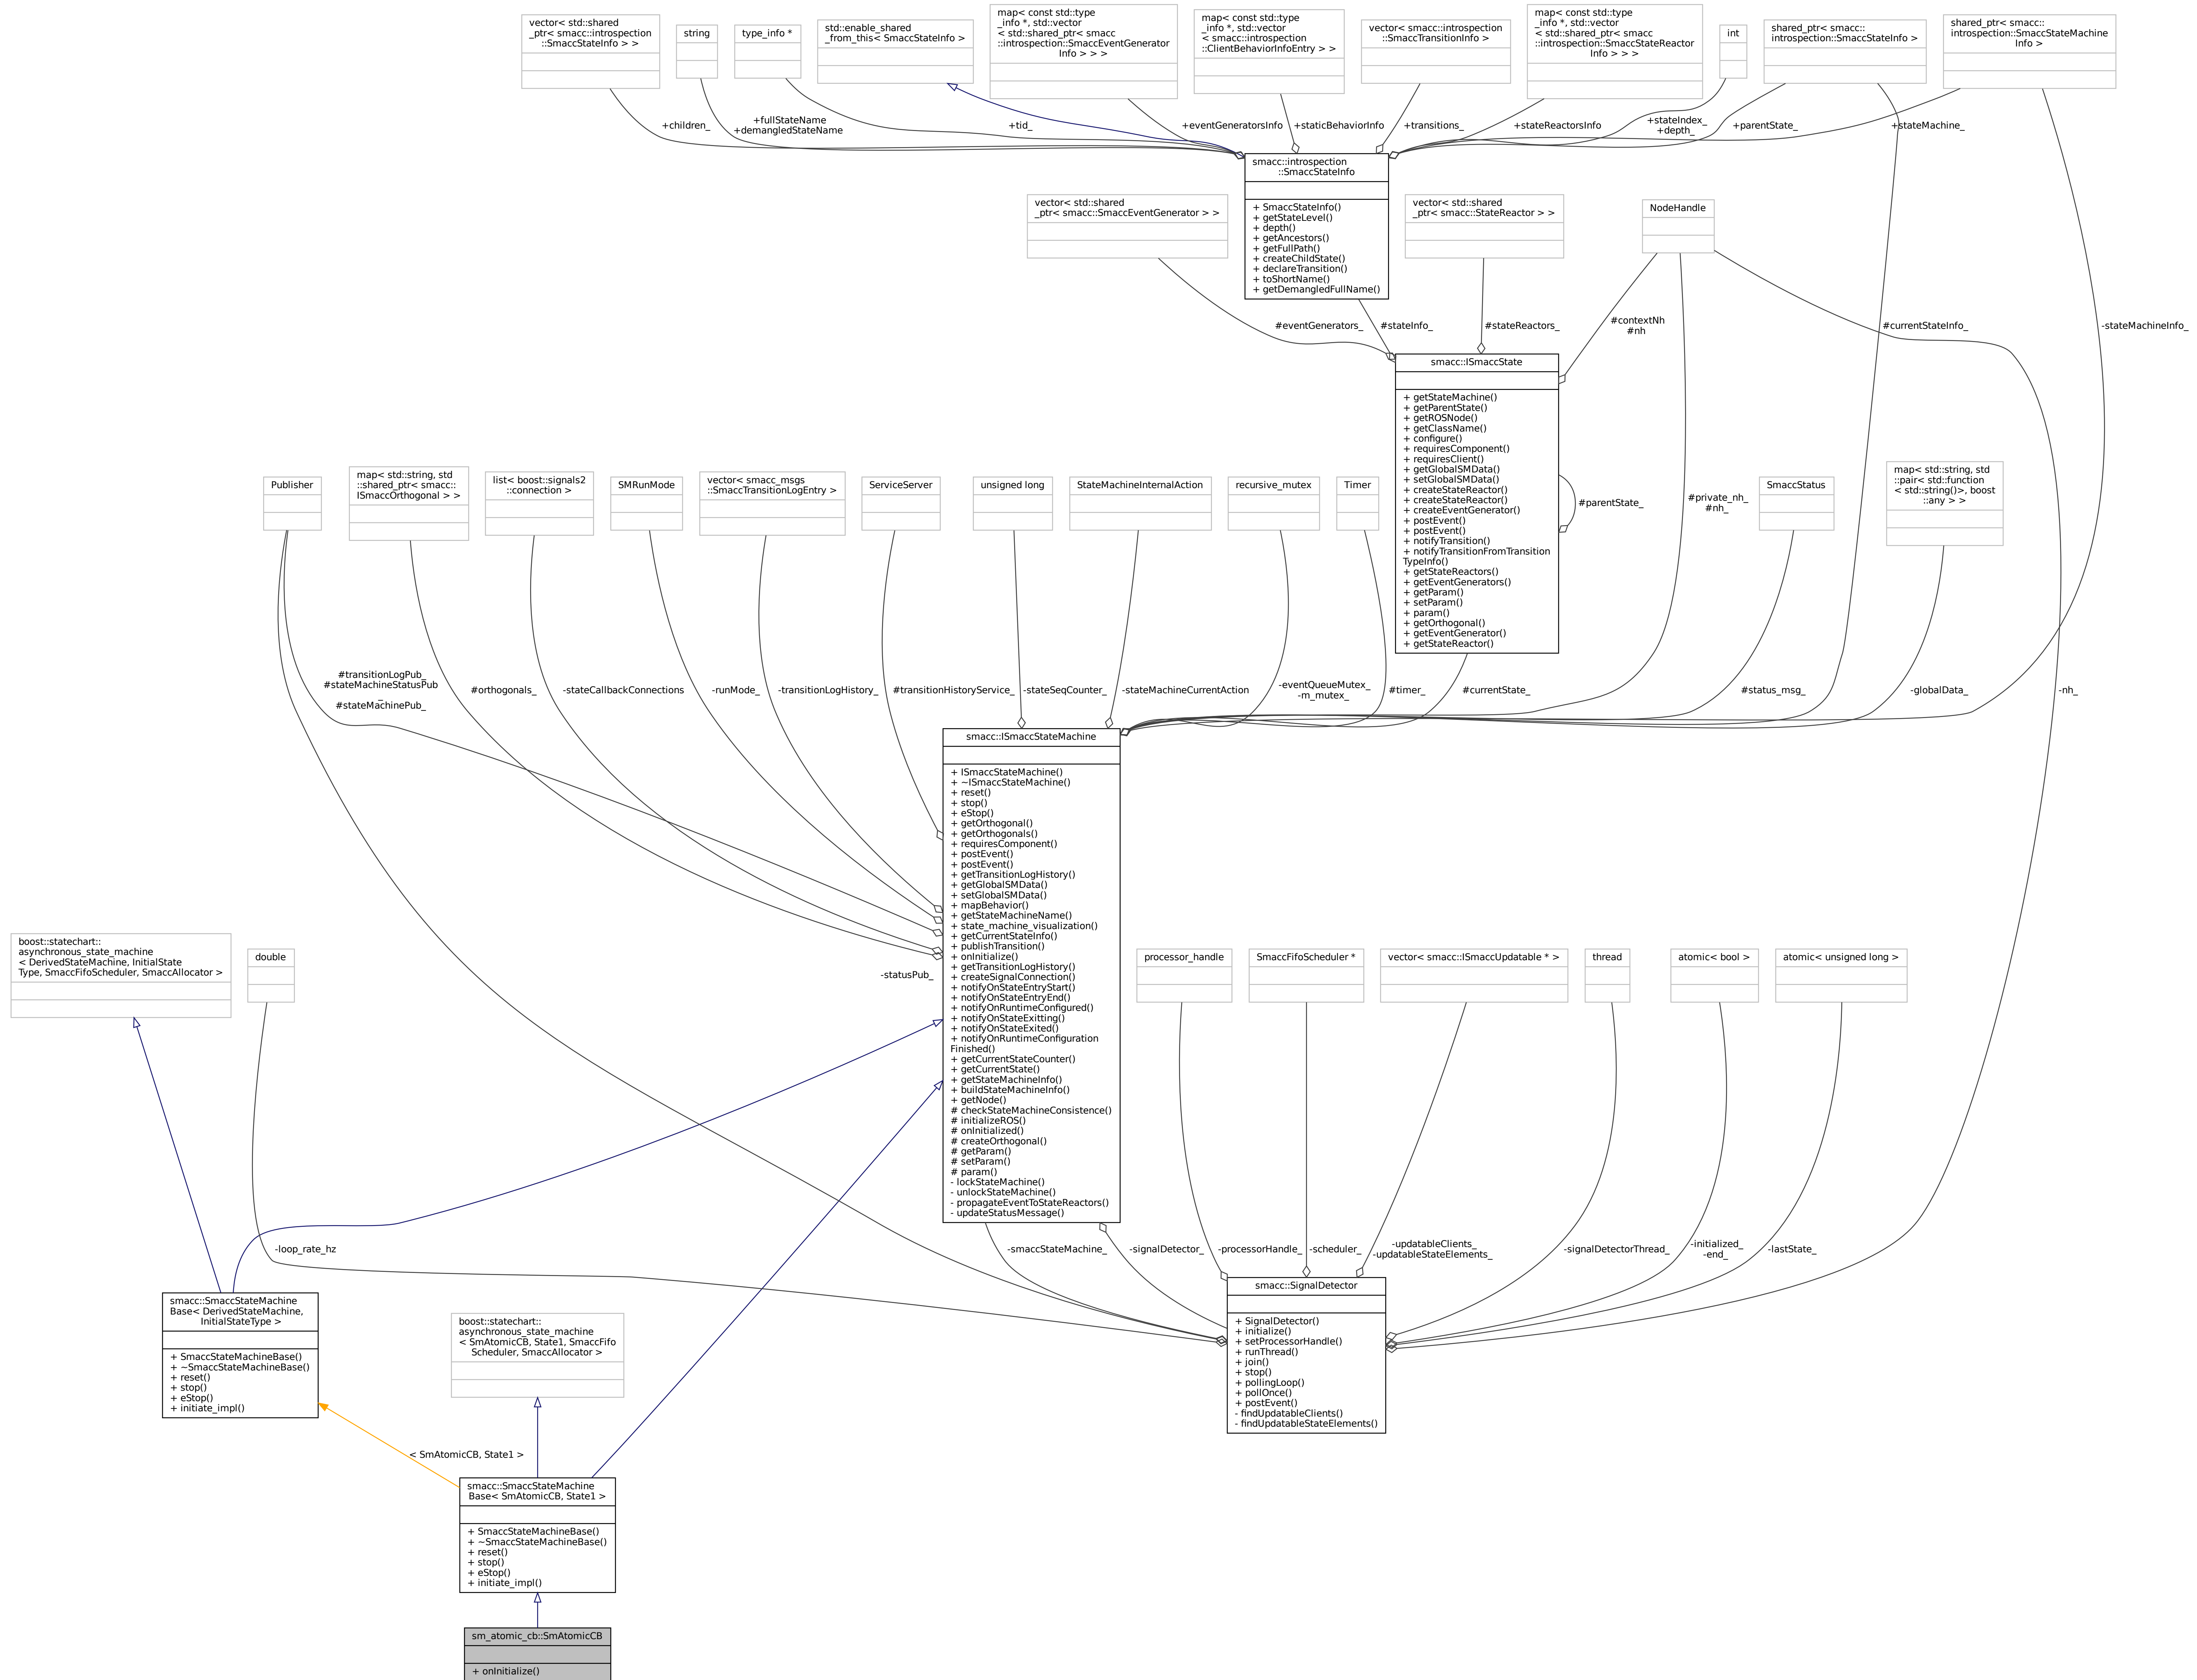 vector< std::shared
_ptr< smacc::introspection
::SmaccStateInfo > >
string
type_info *
std::enable_shared
_from_this< SmaccStateInfo >
map< const std::type
_info *, std::vector
< std::shared_ptr< smacc
::introspection::SmaccEventGenerator
Info > > >
map< const std::type
_info *, std::vector
< smacc::introspection
::ClientBehaviorInfoEntry > >
vector< smacc::introspection
::SmaccTransitionInfo >
map< const std::type
_info *, std::vector
< std::shared_ptr< smacc
::introspection::SmaccStateReactor
Info > > >
int
shared_ptr< smacc::
introspection::SmaccStateInfo >
shared_ptr< smacc::
introspection::SmaccStateMachine
Info >
+children_
+fullStateName
+demangledStateName
+tid_
+eventGeneratorsInfo
+staticBehaviorInfo
+transitions_
+stateReactorsInfo
+stateIndex_
+depth_
+parentState_
+stateMachine_
smacc::introspection
::SmaccStateInfo
+ SmaccStateInfo()
+ getStateLevel()
+ depth()
+ getAncestors()
+ getFullPath()
+ createChildState()
+ declareTransition()
+ toShortName()
+ getDemangledFullName()
vector< std::shared
_ptr< smacc::SmaccEventGenerator > >
vector< std::shared
_ptr< smacc::StateReactor > >
NodeHandle
#eventGenerators_
#stateInfo_
#stateReactors_
#contextNh
#nh
#currentStateInfo_
-stateMachineInfo_
smacc::ISmaccState
+ getStateMachine()
+ getParentState()
+ getROSNode()
+ getClassName()
+ configure()
+ requiresComponent()
+ requiresClient()
+ getGlobalSMData()
+ setGlobalSMData()
+ createStateReactor()
+ createStateReactor()
+ createEventGenerator()
+ postEvent()
+ postEvent()
+ notifyTransition()
+ notifyTransitionFromTransition
TypeInfo()
+ getStateReactors()
+ getEventGenerators()
+ getParam()
+ setParam()
+ param()
+ getOrthogonal()
+ getEventGenerator()
+ getStateReactor()
#parentState_
#private_nh_
#nh_
Publisher
map< std::string, std
::shared_ptr< smacc::
ISmaccOrthogonal > >
list< boost::signals2
::connection >
SMRunMode
vector< smacc_msgs
::SmaccTransitionLogEntry >
ServiceServer
unsigned long
StateMachineInternalAction
recursive_mutex
Timer
SmaccStatus
map< std::string, std
::pair< std::function
< std::string()>, boost
::any > >
#transitionLogPub_
#stateMachineStatusPub
_
#stateMachinePub_
#orthogonals_
-stateCallbackConnections
-runMode_
-transitionLogHistory_
#transitionHistoryService_
-stateSeqCounter_
-stateMachineCurrentAction
-eventQueueMutex_
-m_mutex_
#timer_
#currentState_
#status_msg_
-globalData_
-nh_
smacc::ISmaccStateMachine
+ ISmaccStateMachine()
+ ~ISmaccStateMachine()
+ reset()
+ stop()
+ eStop()
+ getOrthogonal()
+ getOrthogonals()
+ requiresComponent()
+ postEvent()
+ postEvent()
+ getTransitionLogHistory()
+ getGlobalSMData()
+ setGlobalSMData()
+ mapBehavior()
+ getStateMachineName()
+ state_machine_visualization()
+ getCurrentStateInfo()
+ publishTransition()
+ onInitialize()
+ getTransitionLogHistory()
+ createSignalConnection()
+ notifyOnStateEntryStart()
+ notifyOnStateEntryEnd()
+ notifyOnRuntimeConfigured()
+ notifyOnStateExitting()
+ notifyOnStateExited()
+ notifyOnRuntimeConfiguration
Finished()
+ getCurrentStateCounter()
+ getCurrentState()
+ getStateMachineInfo()
+ buildStateMachineInfo()
+ getNode()
# checkStateMachineConsistence()
# initializeROS()
# onInitialized()
# createOrthogonal()
# getParam()
# setParam()
# param()
- lockStateMachine()
- unlockStateMachine()
- propagateEventToStateReactors()
- updateStatusMessage()
boost::statechart::
asynchronous_state_machine
< DerivedStateMachine, InitialState
Type, SmaccFifoScheduler, SmaccAllocator >
double
-statusPub_
processor_handle
SmaccFifoScheduler *
vector< smacc::ISmaccUpdatable * >
thread
atomic< bool >
atomic< unsigned long >
-loop_rate_hz
-smaccStateMachine_
-signalDetector_
-processorHandle_
-scheduler_
-updatableClients_
-updatableStateElements_
-signalDetectorThread_
-initialized_
-end_
-lastState_
smacc::SignalDetector
+ SignalDetector()
+ initialize()
+ setProcessorHandle()
+ runThread()
+ join()
+ stop()
+ pollingLoop()
+ pollOnce()
+ postEvent()
- findUpdatableClients()
- findUpdatableStateElements()
smacc::SmaccStateMachine
Base< DerivedStateMachine,
InitialStateType >
+ SmaccStateMachineBase()
+ ~SmaccStateMachineBase()
+ reset()
+ stop()
+ eStop()
+ initiate_impl()
boost::statechart::
asynchronous_state_machine
< SmAtomicCB, State1, SmaccFifo
Scheduler, SmaccAllocator >
< SmAtomicCB, State1 >
smacc::SmaccStateMachine
Base< SmAtomicCB, State1 >
+ SmaccStateMachineBase()
+ ~SmaccStateMachineBase()
+ reset()
+ stop()
+ eStop()
+ initiate_impl()
sm_atomic_cb::SmAtomicCB
+ onInitialize()